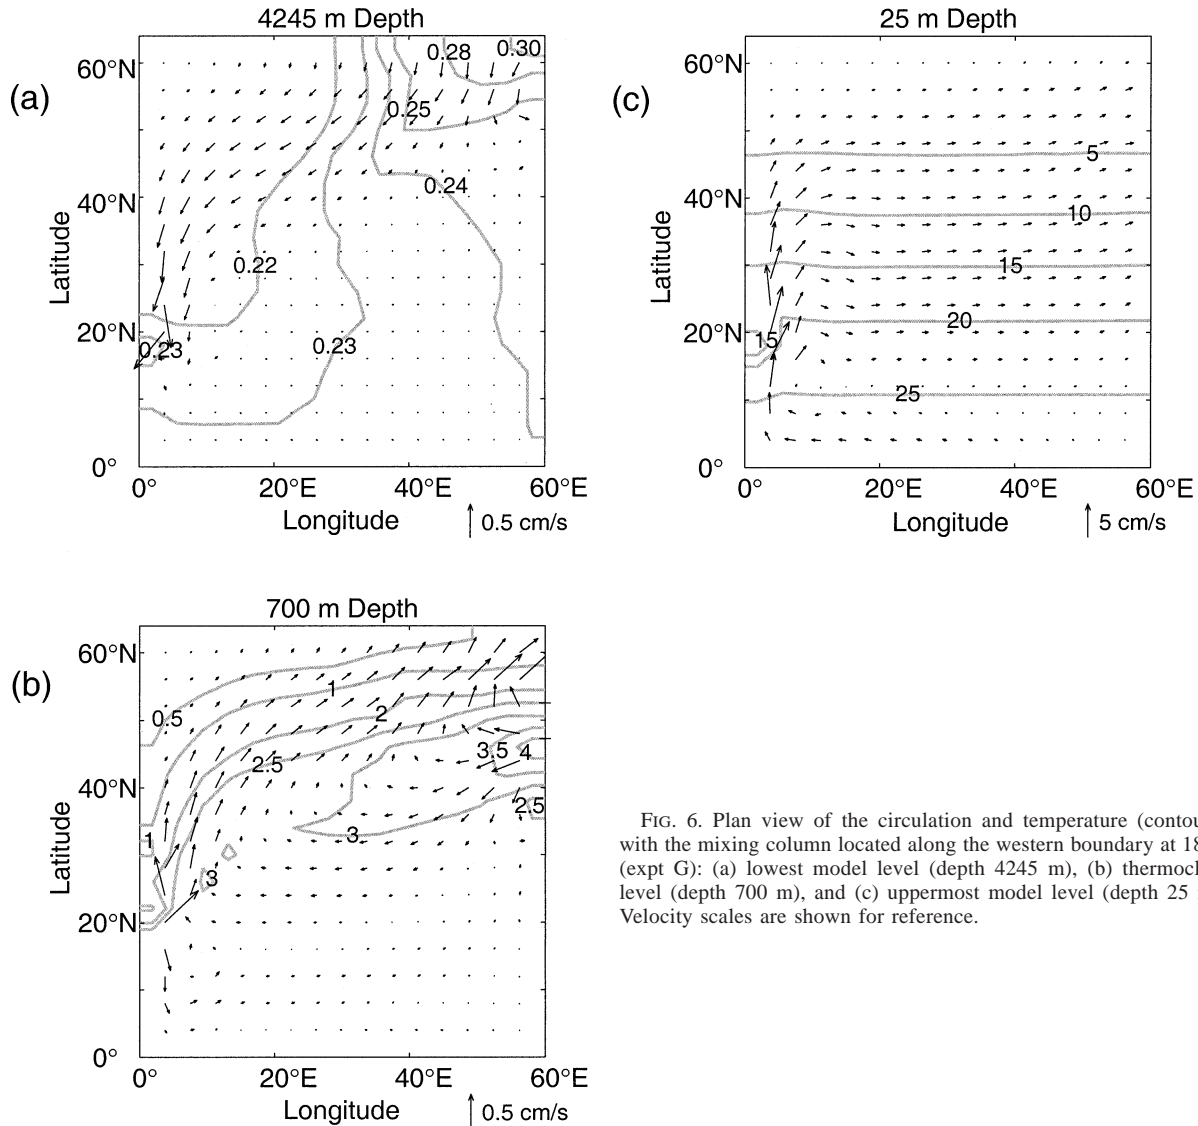 4245 m Depth
(a)
60°N
40°N
20°N
0°
Latitude
0.28
0.30
0.25
0.24
0.22
0.23
0.23
0°
20°E
40°E
60°E
Longitude
0.5 cm/s
25 m Depth
(c)
60°N
40°N
20°N
0°
Latitude
5
10
15
20
15
25
0°
20°E
40°E
60°E
Longitude
5 cm/s
700 m Depth
(b)
60°N
40°N
20°N
0°
Latitude
0.5
1
2
2.5
3.5
4
2.5
3
1
3
0°
20°E
40°E
60°E
Longitude
0.5 cm/s
FIG. 6. Plan view of the circulation and temperature (contou
with the mixing column located along the western boundary at 18
(expt G): (a) lowest model level (depth 4245 m), (b) thermocl
level (depth 700 m), and (c) uppermost model level (depth 25
Velocity scales are shown for reference.